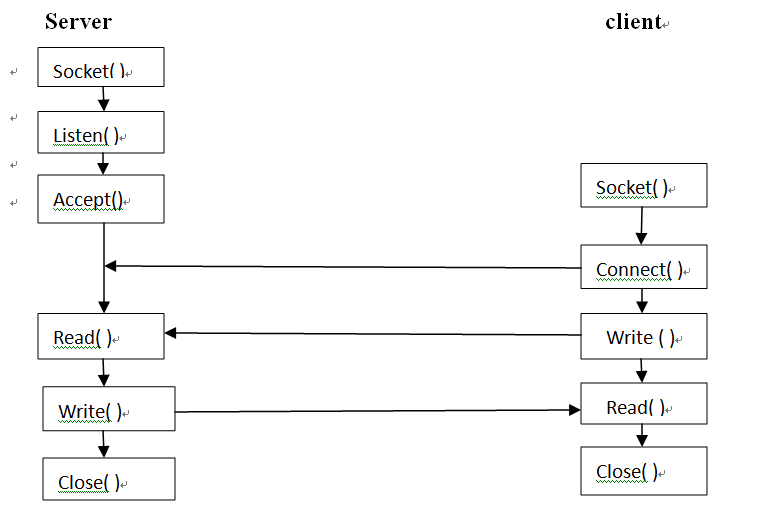 Server
client
Socket( )
Listen( )
Accept()
Socket( )
Connect( )
Read( )
Write ( )
Write( )
Read( )
Close( )
Close( )